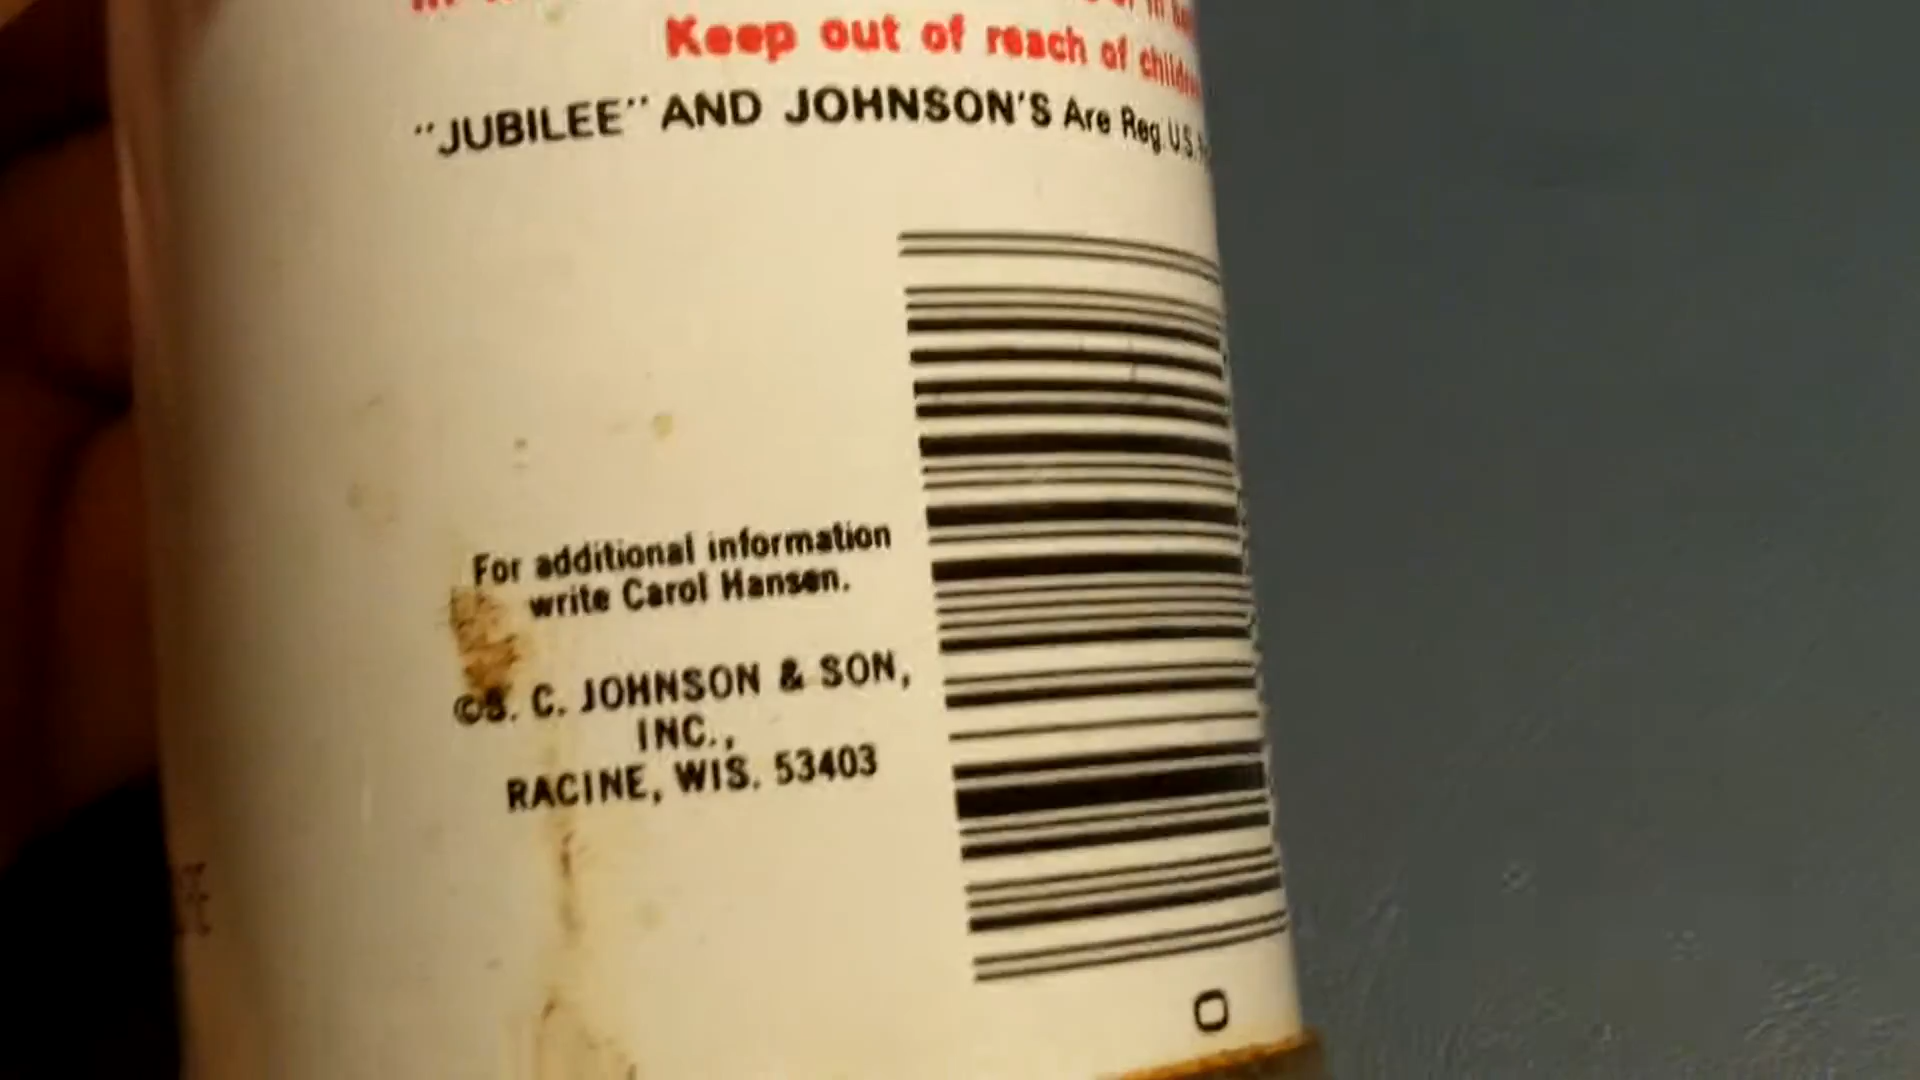 Keep out of reach of
"JUBILEE" AND JOHNSON'S Are Reg. U.S.
For additional information
write Carol Hansen.
©S. C. JOHNSON & SON,
INC.,
RACINE, WIS. 53403
0